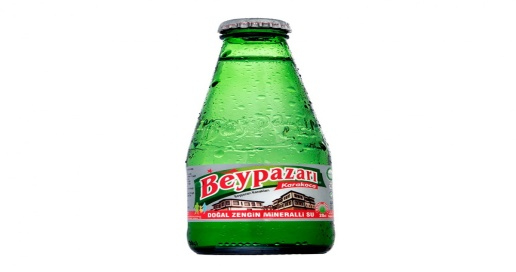 Beypazarı
Karakoca
DOĞAL ZENGİN MİNERALLİ SU